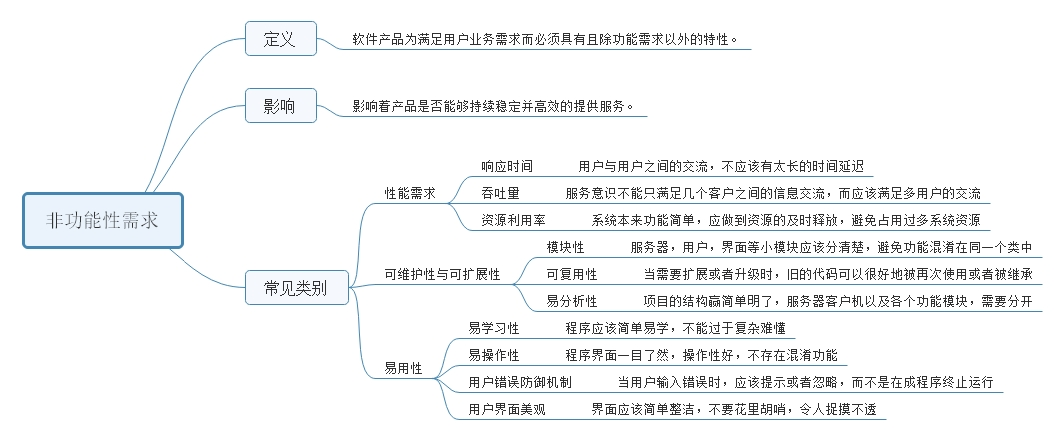 非功能性需求
定义
软件产品为满足用户业务需求而必须具有且除功能需求以外的特性。
影响
影响着产品是否能够持续稳定并高效的提供服务。
常见类别
性能需求
响应时间 用户与用户之间的交流，不应该有太长的时间延迟
吞吐量 服务意识不能只满足几个客户之间的信息交流，而应该满足多用户的交流
资源利用率 系统本来功能简单，应做到资源的及时释放，避免占用过多系统资源
可维护性与可扩展性
模块性 服务器，用户，界面等小模块应该分清楚，避免功能混淆在同一个类中
可复用性 当需要扩展或者升级时，旧的代码可以很好地被再次使用或者被继承
易分析性 项目的结构赢简单明了，服务器客户机以及各个功能模块，需要分开
易用性
易学习性 程序应该简单易学，不能过于复杂难懂
易操作性 程序界面一目了然，操作性好，不存在混淆功能
用户错误防御机制 当用户输入错误时，应该提示或者忽略，而不是在成程序终止运行
用户界面美观 界面应该简单整洁，不要花里胡哨，令人捉摸不透